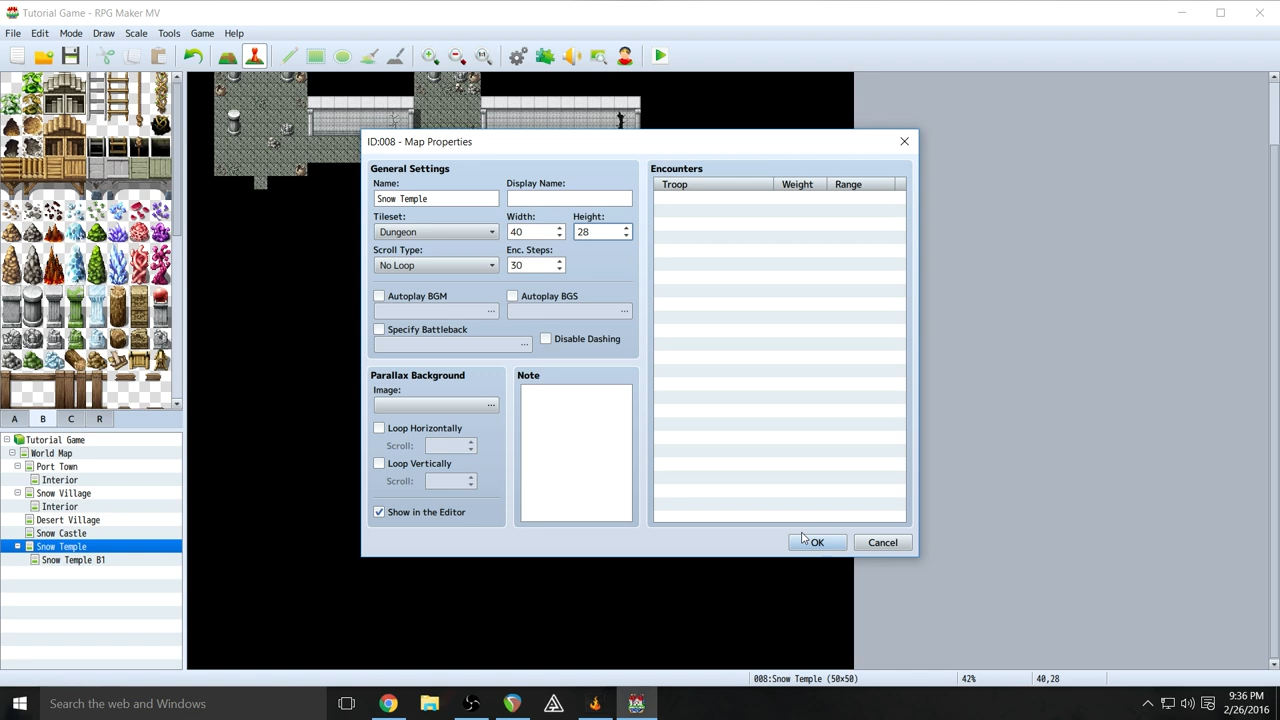 Tutorial Game - RPG Maker MV
File Edit Mode Draw Scale Tools Game Help
1:1
ID:008 - Map Properties
General Settings
Encounters
Name: Display Name:
Troop Weight Range
Snow Temple
Tileset: Width: Height:
Dungeon 40 28
Scroll Type: Enc. Steps:
No Loop 30
Autoplay BGM Autoplay BGS
... ...
Specify Battleback
Disable Dashing
...
Parallax Background
Note
Image:
...
Loop Horizontally
Scroll:
Loop Vertically
Scroll:
Show in the Editor
OK Cancel
A B C R
Tutorial Game
World Map
Port Town
Interior
Snow Village
Interior
Desert Village
Snow Castle
Snow Temple
Snow Temple B1
008:Snow Temple (50×50) 42% 40,28
Search the web and Windows
9:36 PM
2/26/2016